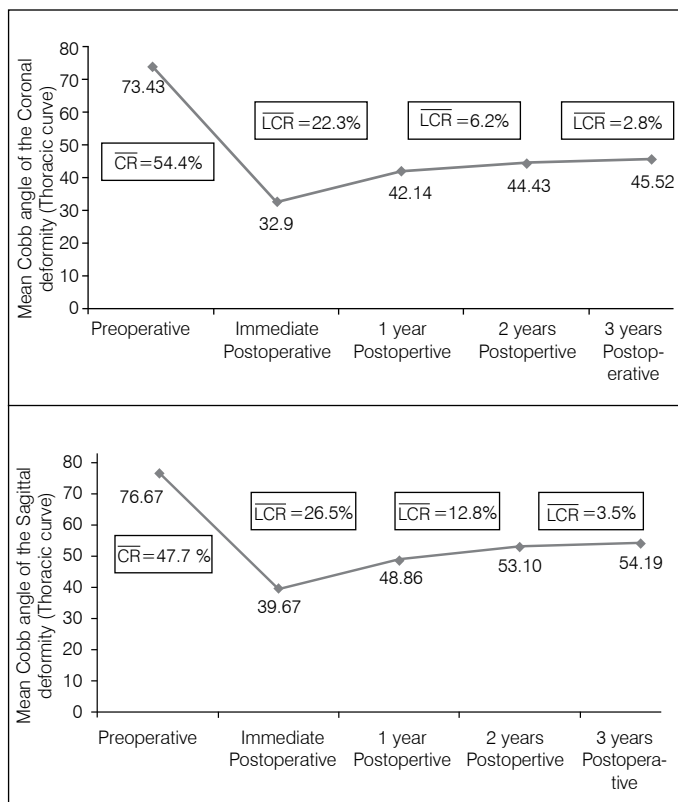 Mean Cobb angle of the Coronal
deformity (Thoracic curve)
80
70
60
50
40
30
20
10
0
73.43
CR=54.4%
LCR=22.3%
LCR=6.2%
LCR=2.8%
32.9
42.14
44.43
45.52
Preoperative
Immediate
Postoperative
1 year
Postopertive
2 years
Postopertive
3 years
Postop-
erative
Mean Cobb angle of the Sagittal
deformity (Thoracic curve)
80
70
60
50
40
30
20
10
0
76.67
CR=47.7 %
LCR=26.5%
LCR=12.8%
LCR=3.5%
39.67
48.86
53.10
54.19
Preoperative
Immediate
Postoperative
1 year
Postopertive
2 years
Postopertive
3 years
Postopera-
tive